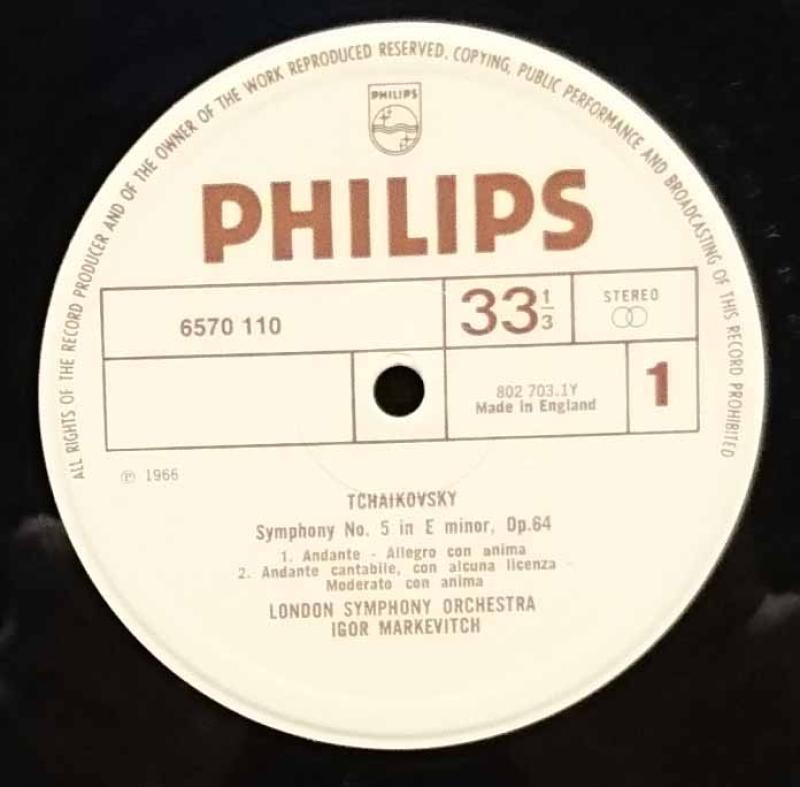 ALL RIGHTS OF THE RECORD PRODUCER AND OF THE OWNER OF THE WORK REPRODUCED RESERVED. COPYING, PUBLIC PERFORMANCE AND BROADCASTING OF THIS RECORD PROHIBITED
PHILIPS
PHILIPS
6570 110
33 1/3
STEREO
802 703.1Y
Made in England
1
℗ 1966
TCHAIKOVSKY
Symphony No. 5 in E minor, Op.64
1. Andante - Allegro con anima
2. Andante cantabile, con alcuna licenza -
Moderato con anima
LONDON SYMPHONY ORCHESTRA
IGOR MARKEVITCH